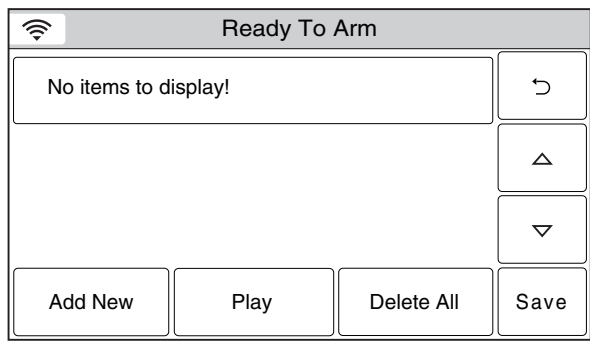 Ready To Arm
No items to display!
Add New
Play
Delete All
Save